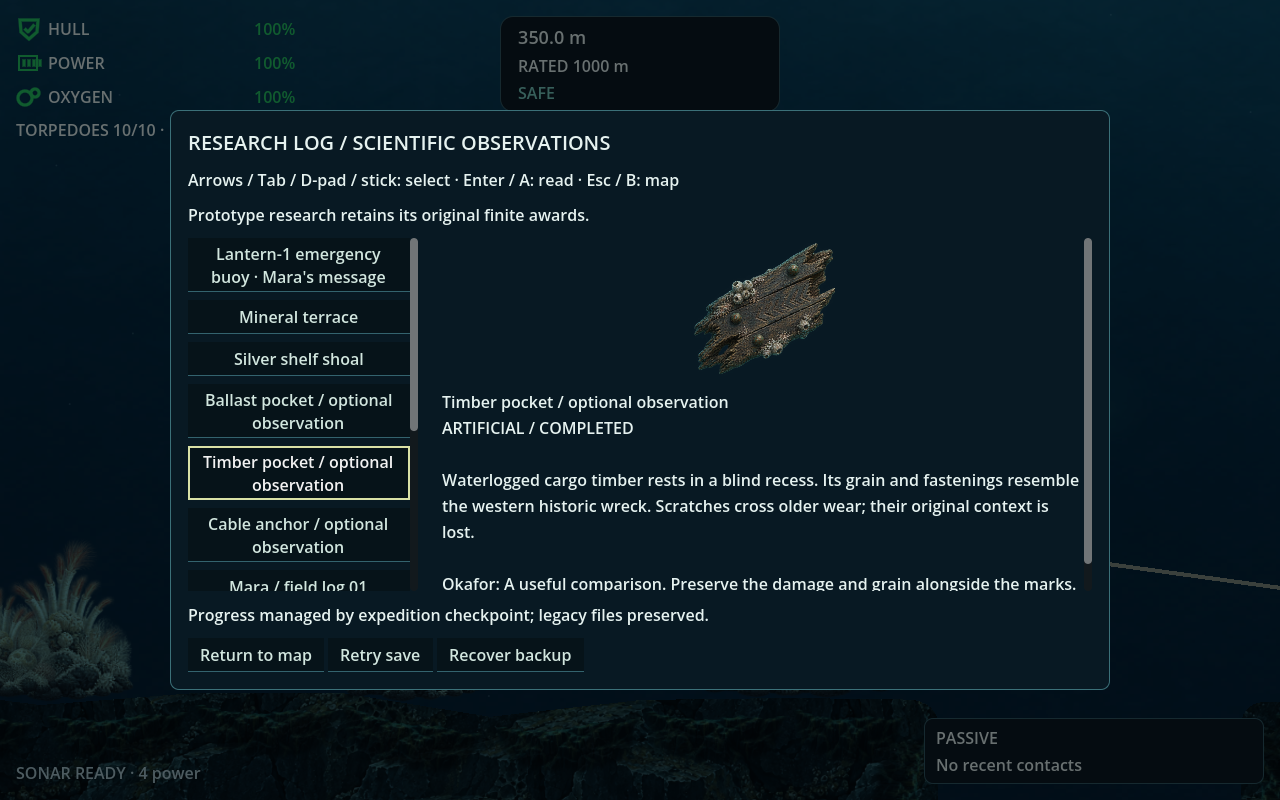 HULL 100%
350.0 m
POWER 100%
RATED 1000 m
OXYGEN 100%
SAFE
TORPEDOES 10/10 ·
RESEARCH LOG / SCIENTIFIC OBSERVATIONS
Arrows / Tab / D-pad / stick: select · Enter / A: read · Esc / B: map
Prototype research retains its original finite awards.
Lantern-1 emergency
buoy · Mara's message
Mineral terrace
Silver shelf shoal
Ballast pocket / optional
observation
Timber pocket / optional
observation
Cable anchor / optional
observation
Mara / field log 01
Timber pocket / optional observation
ARTIFICIAL / COMPLETED
Waterlogged cargo timber rests in a blind recess. Its grain and fastenings resemble
the western historic wreck. Scratches cross older wear; their original context is
lost.
Okafor: A useful comparison. Preserve the damage and grain alongside the marks.
Progress managed by expedition checkpoint; legacy files preserved.
Return to map
Retry save
Recover backup
PASSIVE
No recent contacts
SONAR READY · 4 power